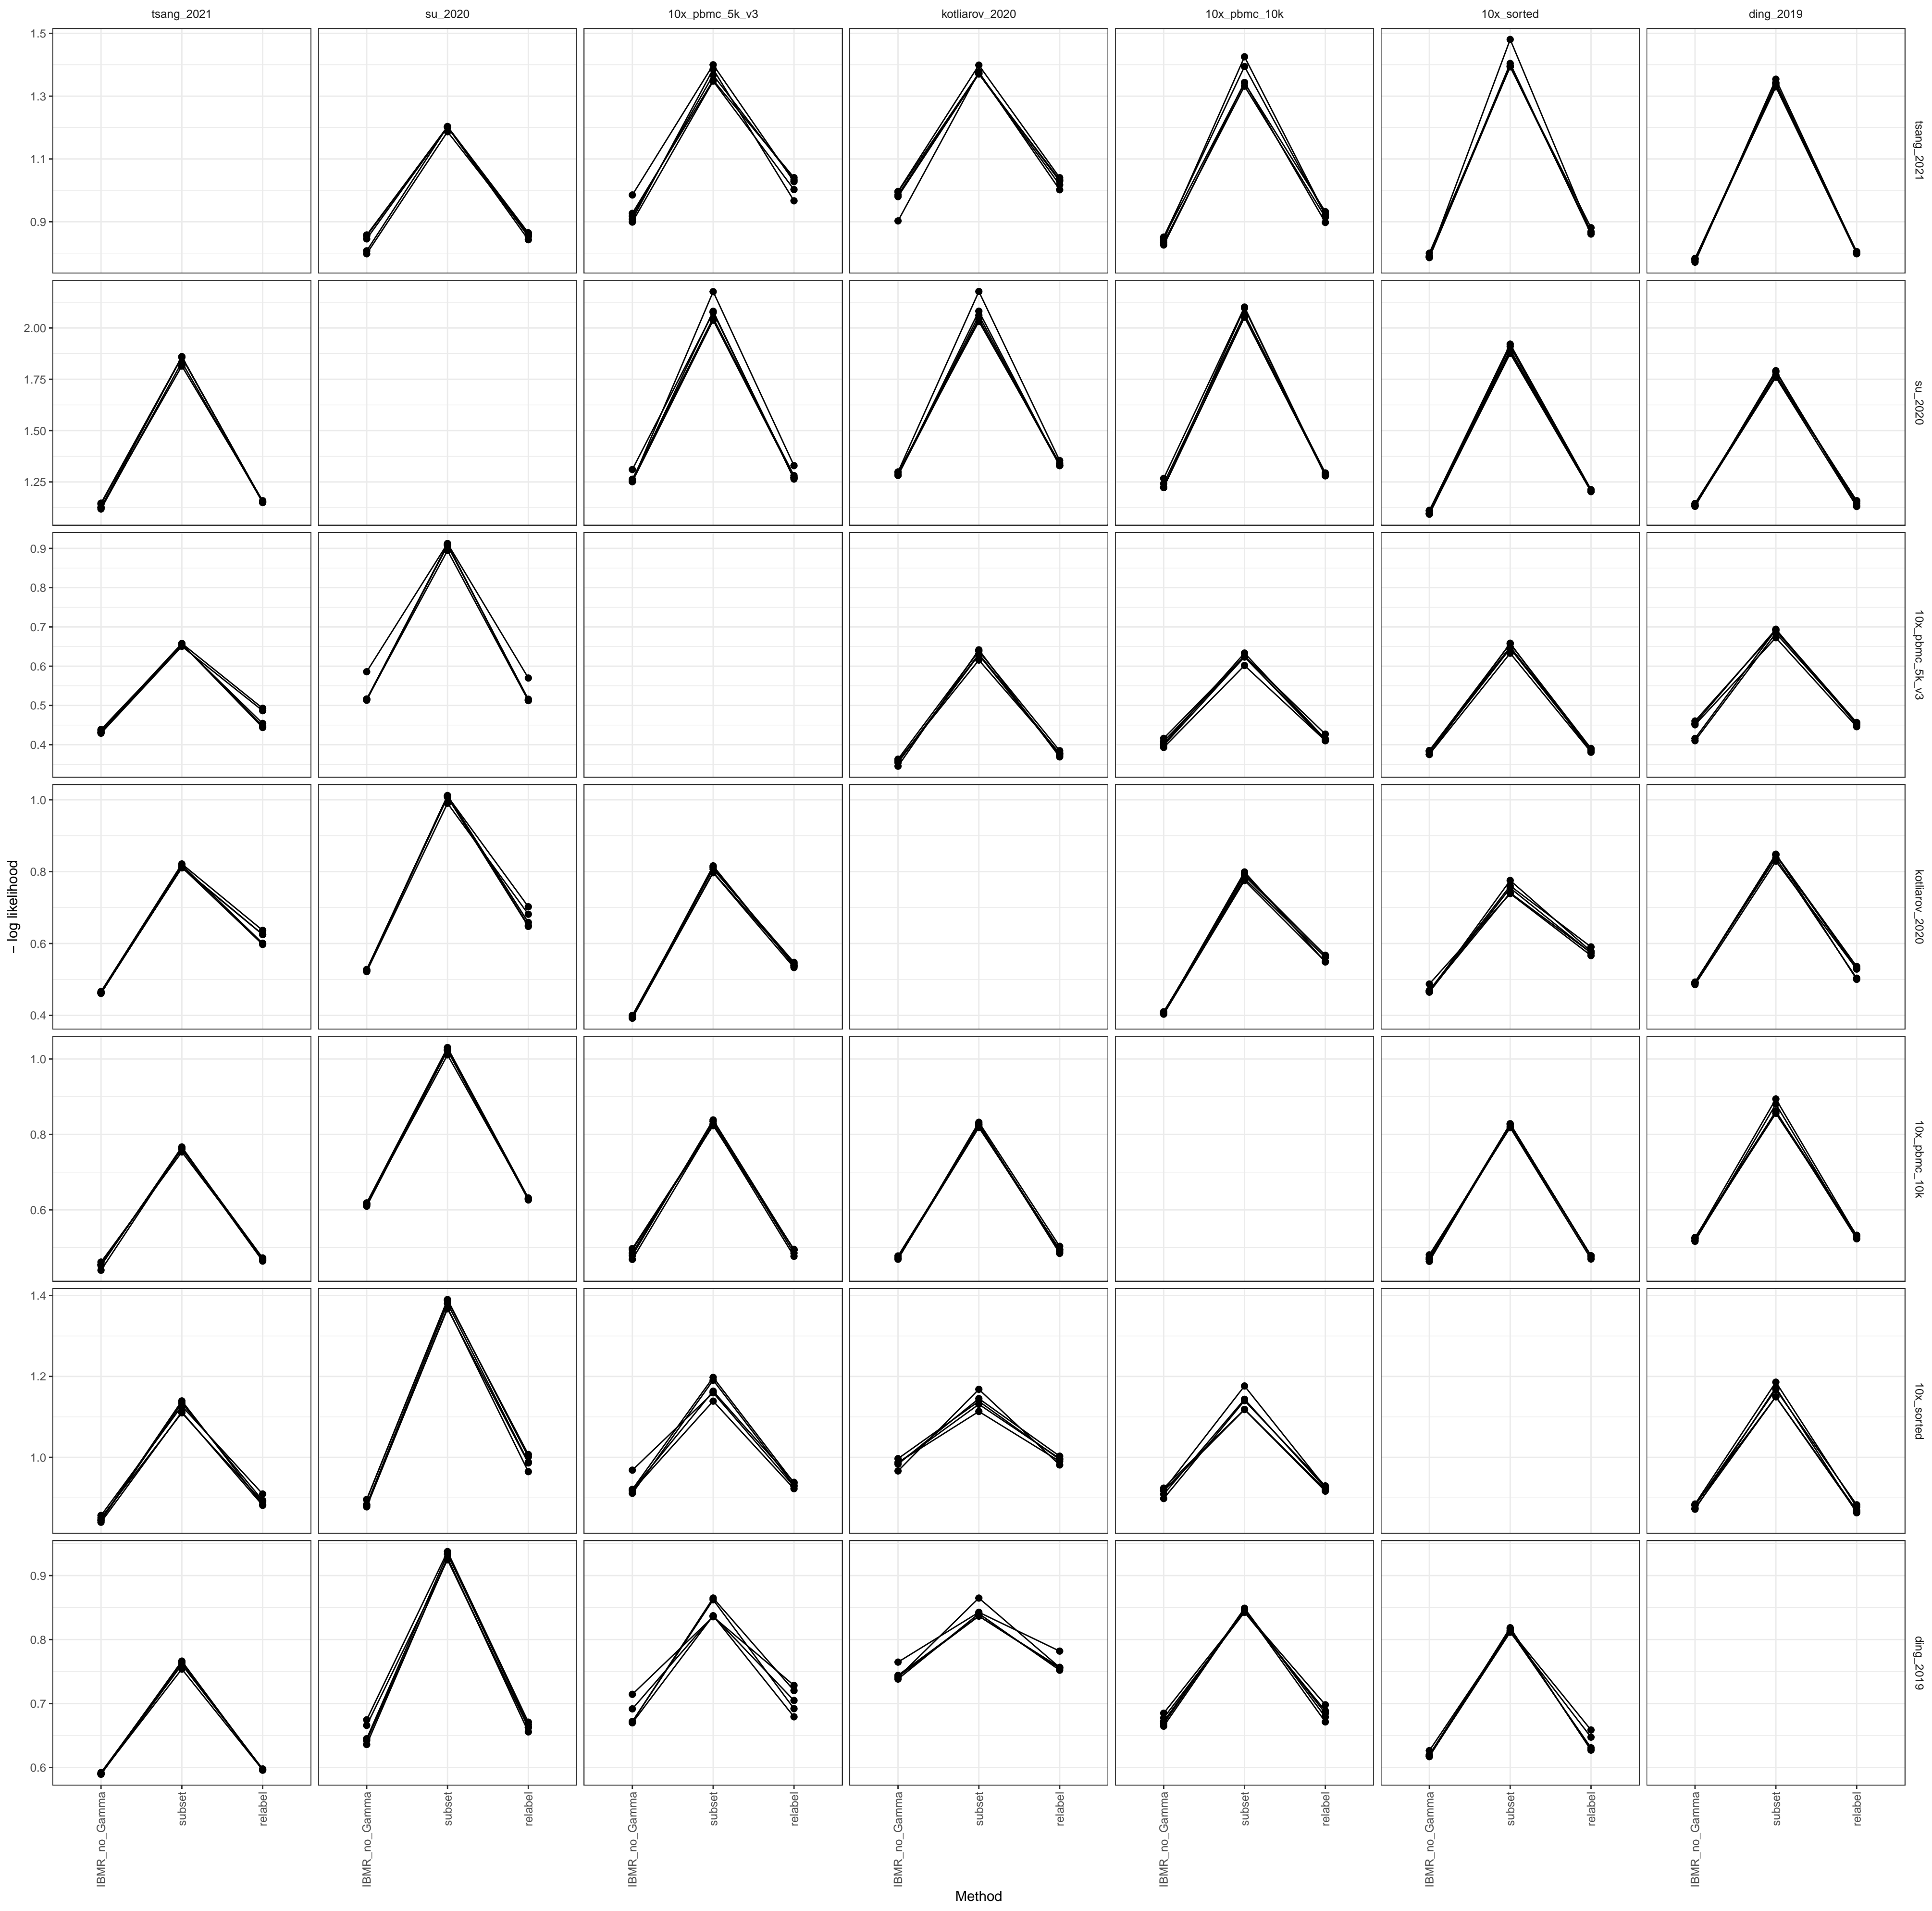 tsang_2021 su_2020 10x_pbmc_5k_v3 kotliarov_2020 10x_pbmc_10k 10x_sorted ding_2019
1.5
1.3
1.1
0.9
tsang_2021
2.00
1.75
1.50
1.25
su_2020
0.9
0.8
0.7
0.6
0.5
0.4
10x_pbmc_5k_v3
− log likelihood
1.0
0.8
0.6
0.4
kotliarov_2020
1.0
0.8
0.6
10x_pbmc_10k
1.4
1.2
1.0
10x_sorted
0.9
0.8
0.7
0.6
ding_2019
IBMR_no_Gamma subset relabel IBMR_no_Gamma subset relabel IBMR_no_Gamma subset relabel IBMR_no_Gamma subset relabel IBMR_no_Gamma subset relabel IBMR_no_Gamma subset relabel IBMR_no_Gamma subset relabel
Method